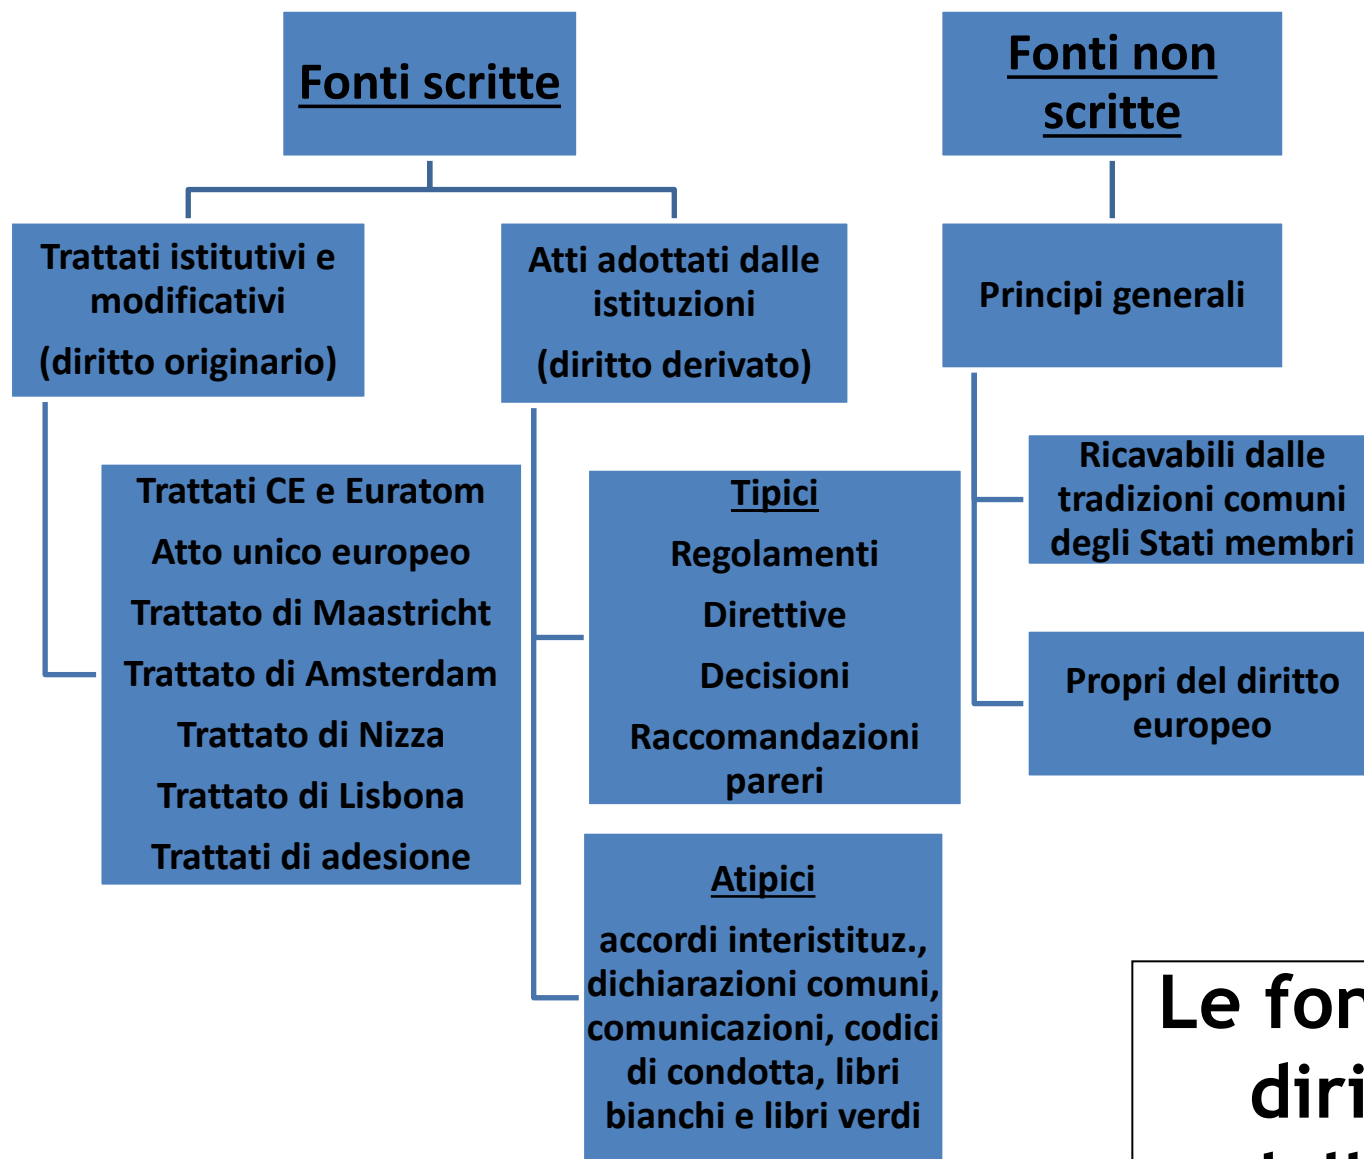 Fonti scritte
Fonti non
scritte
Trattati istitutivi e
modificativi
(diritto originario)
Atti adottati dalle
istituzioni
(diritto derivato)
Principi generali
Trattati CE e Euratom
Atto unico europeo
Trattato di Maastricht
Trattato di Amsterdam
Trattato di Nizza
Trattato di Lisbona
Trattati di adesione
Tipici
Regolamenti
Direttive
Decisioni
Raccomandazioni
pareri
Ricavabili dalle
tradizioni comuni
degli Stati membri
Propri del diritto
europeo
Atipici
accordi interistituz.,
dichiarazioni comuni,
comunicazioni, codici
di condotta, libri
bianchi e libri verdi
Le